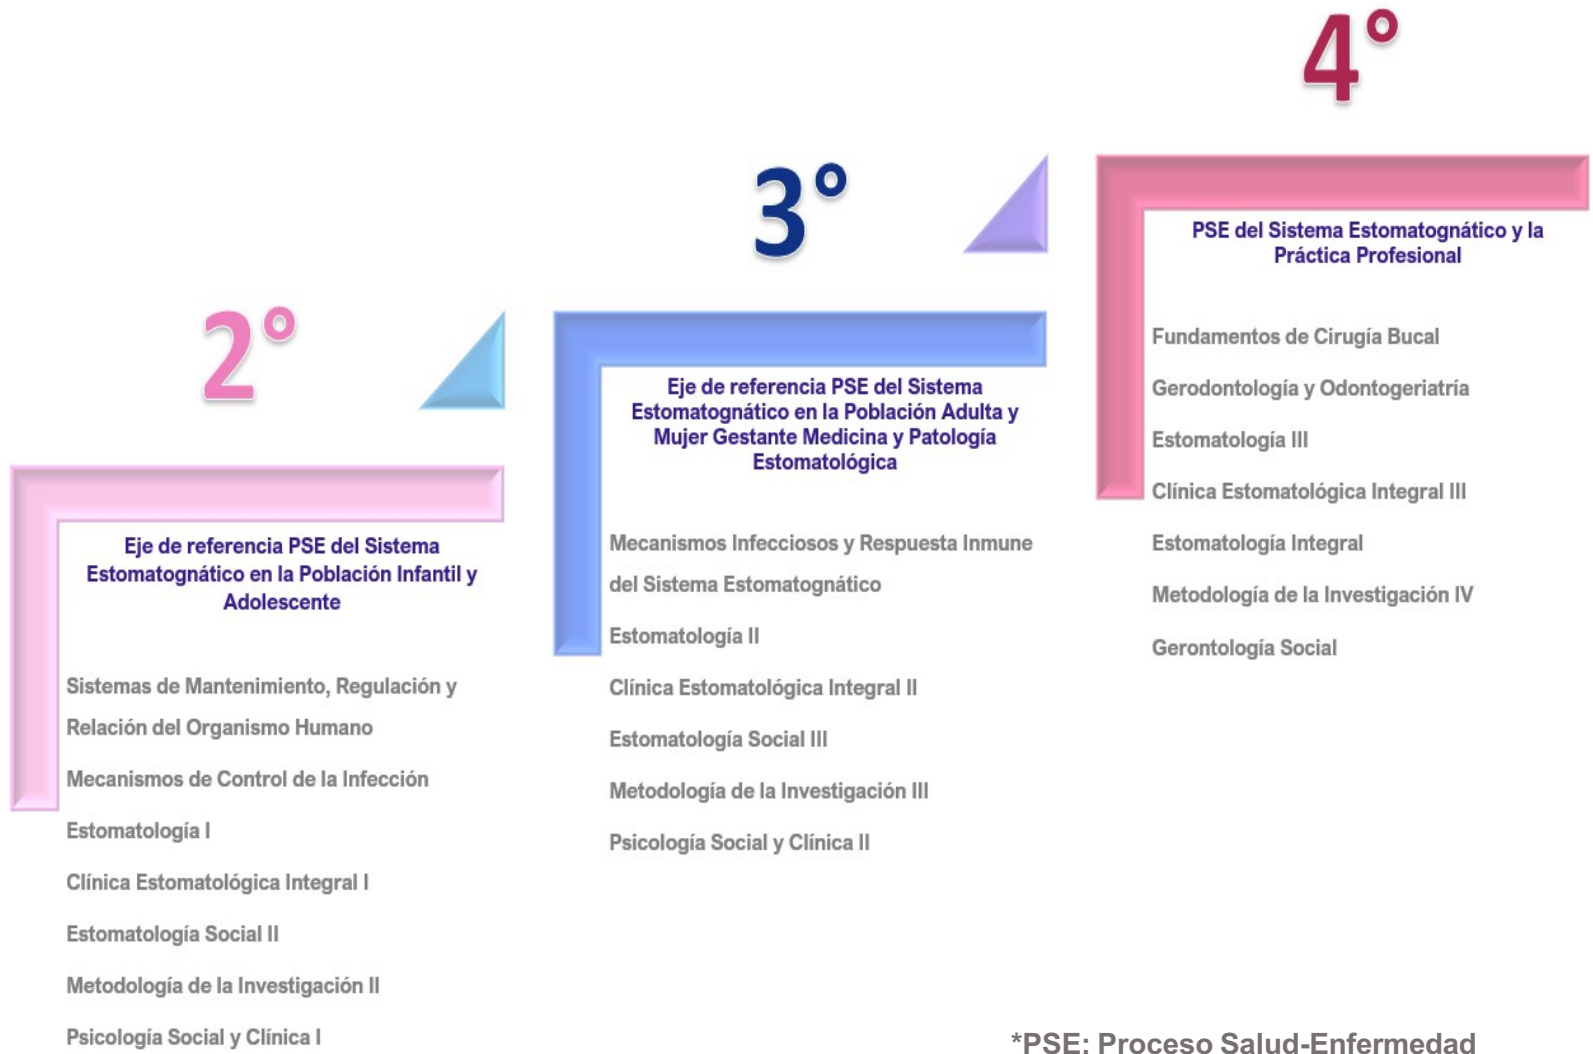 2°
Eje de referencia PSE del Sistema
Estomatognático en la Población Infantil y
Adolescente
Sistemas de Mantenimiento, Regulación y
Relación del Organismo Humano
Mecanismos de Control de la Infección
Estomatología I
Clínica Estomatológica Integral I
Estomatología Social II
Metodología de la Investigación II
Psicología Social y Clínica I
3°
Eje de referencia PSE del Sistema
Estomatognático en la Población Adulta y
Mujer Gestante Medicina y Patología
Estomatológica
Mecanismos Infecciosos y Respuesta Inmune
del Sistema Estomatognático
Estomatología II
Clínica Estomatológica Integral II
Estomatología Social III
Metodología de la Investigación III
Psicología Social y Clínica II
4°
PSE del Sistema Estomatognático y la
Práctica Profesional
Fundamentos de Cirugía Bucal
Gerodontología y Odontogeriatría
Estomatología III
Clínica Estomatológica Integral III
Estomatología Integral
Metodología de la Investigación IV
Gerontología Social
*PSE: Proceso Salud-Enfermedad